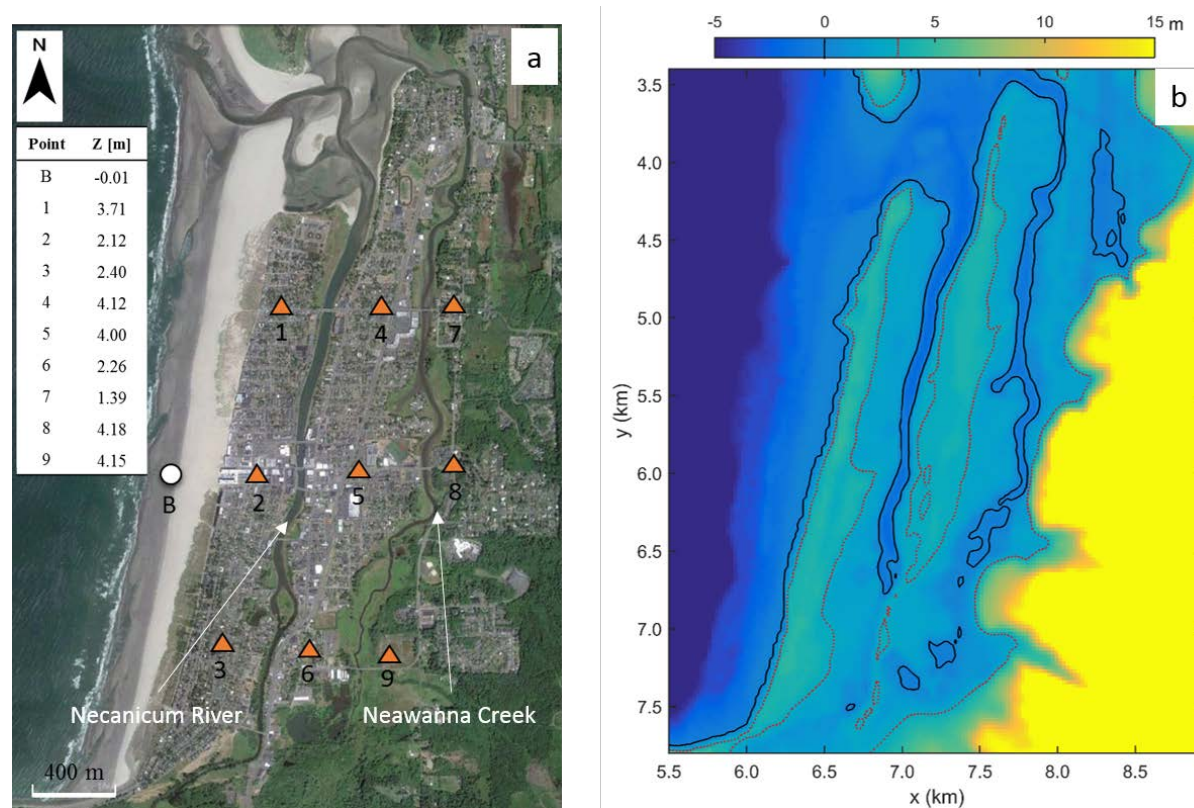 N
a
Point Z [m]
B -0.01
1 3.71
2 2.12
3 2.40
4 4.12
5 4.00
6 2.26
7 1.39
8 4.18
9 4.15
1
4
7
B
2
5
8
3
6
9
Necanicum River
Neawanna Creek
400 m
-5 0 5 10 15 m
b
3.5
4.0
4.5
5.0
5.5
6.0
6.5
7.0
7.5
y (km)
5.5 6.0 6.5 7.0 7.5 8.0 8.5
x (km)